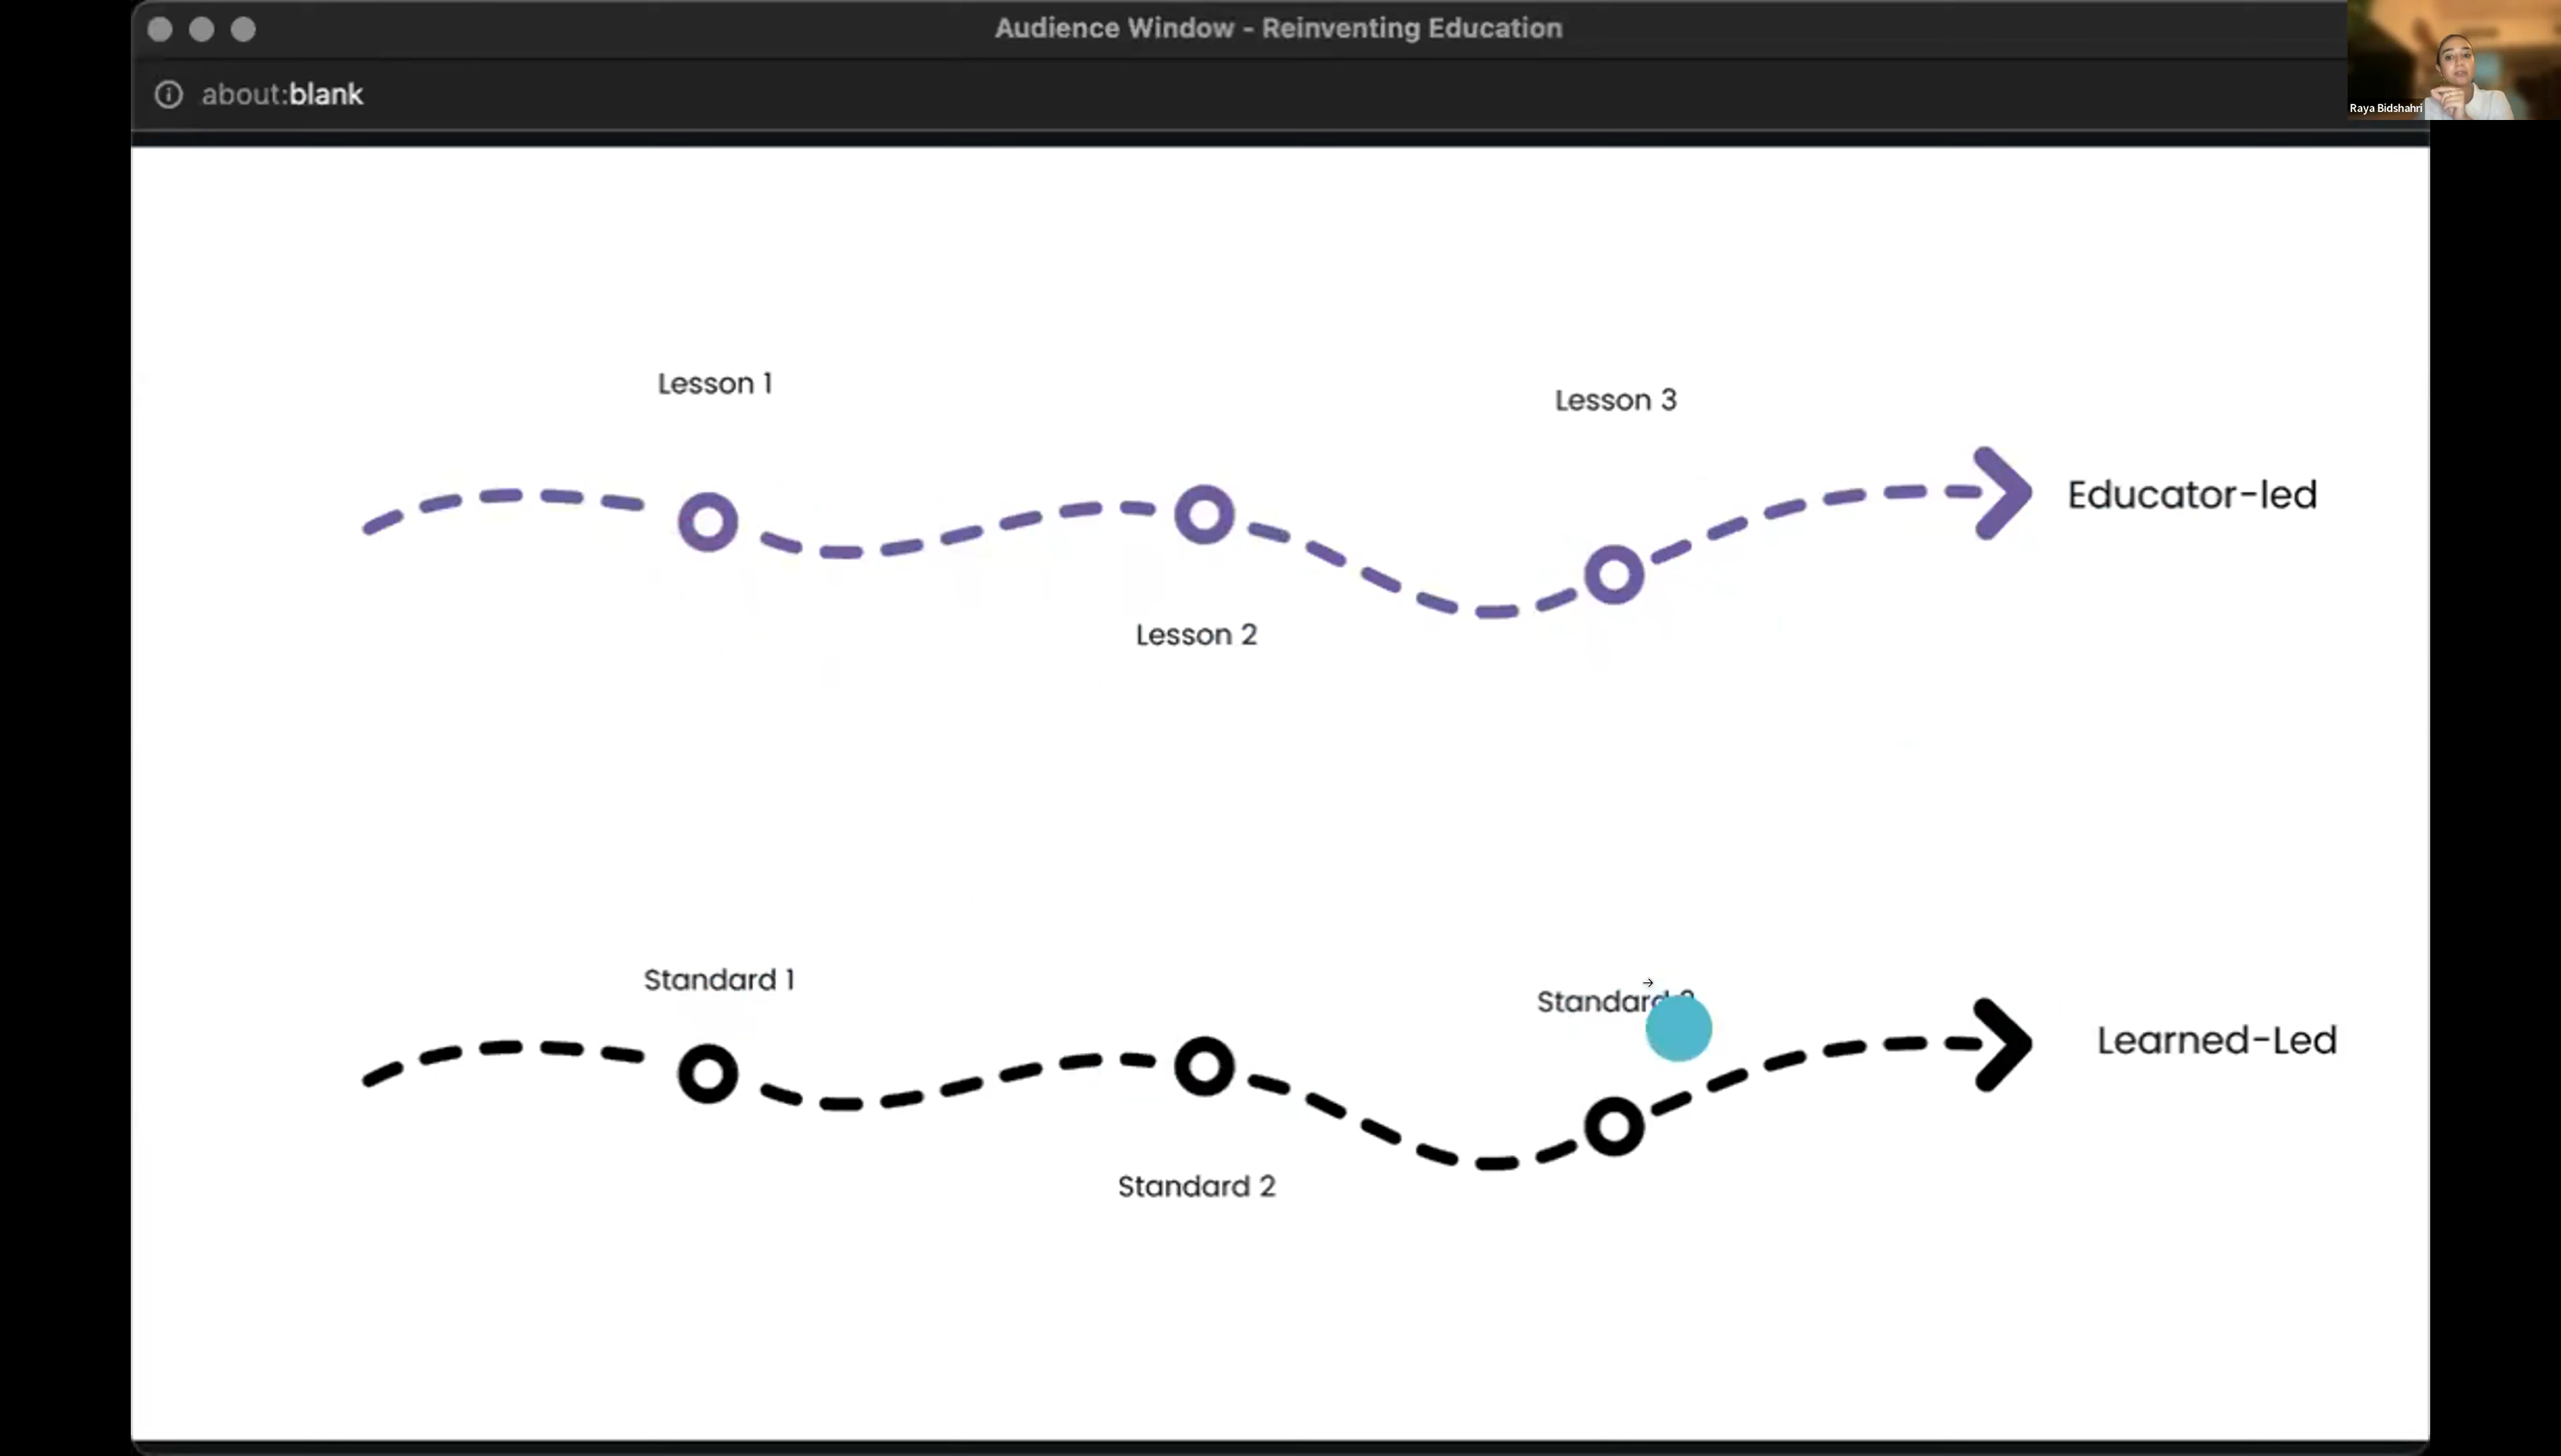 Audience Window - Reinventing Education
Raya Bidshahri
about:blank
Lesson 1
Lesson 3
Educator-led
Lesson 2
Standard 1
Standard
Learned-Led
Standard 2